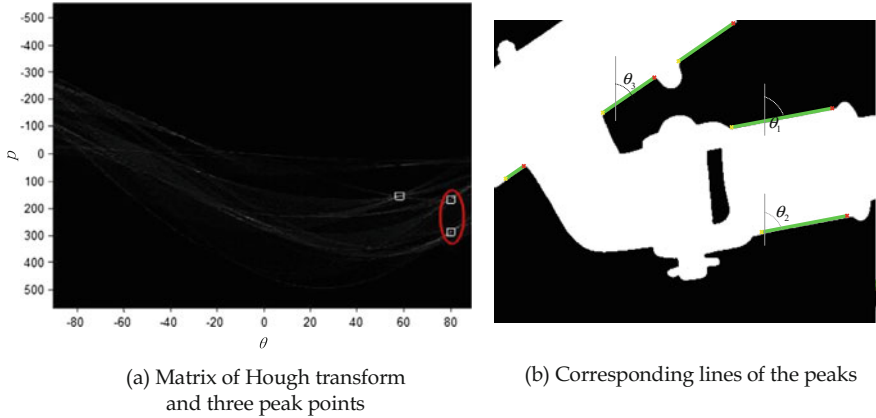 -500
-400
-300
-200
-100
0
100
200
300
400
500
ρ
-80 -60 -40 -20 0 20 40 60 80
θ
(a) Matrix of Hough transform
and three peak points
θ3
θ1
θ2
(b) Corresponding lines of the peaks